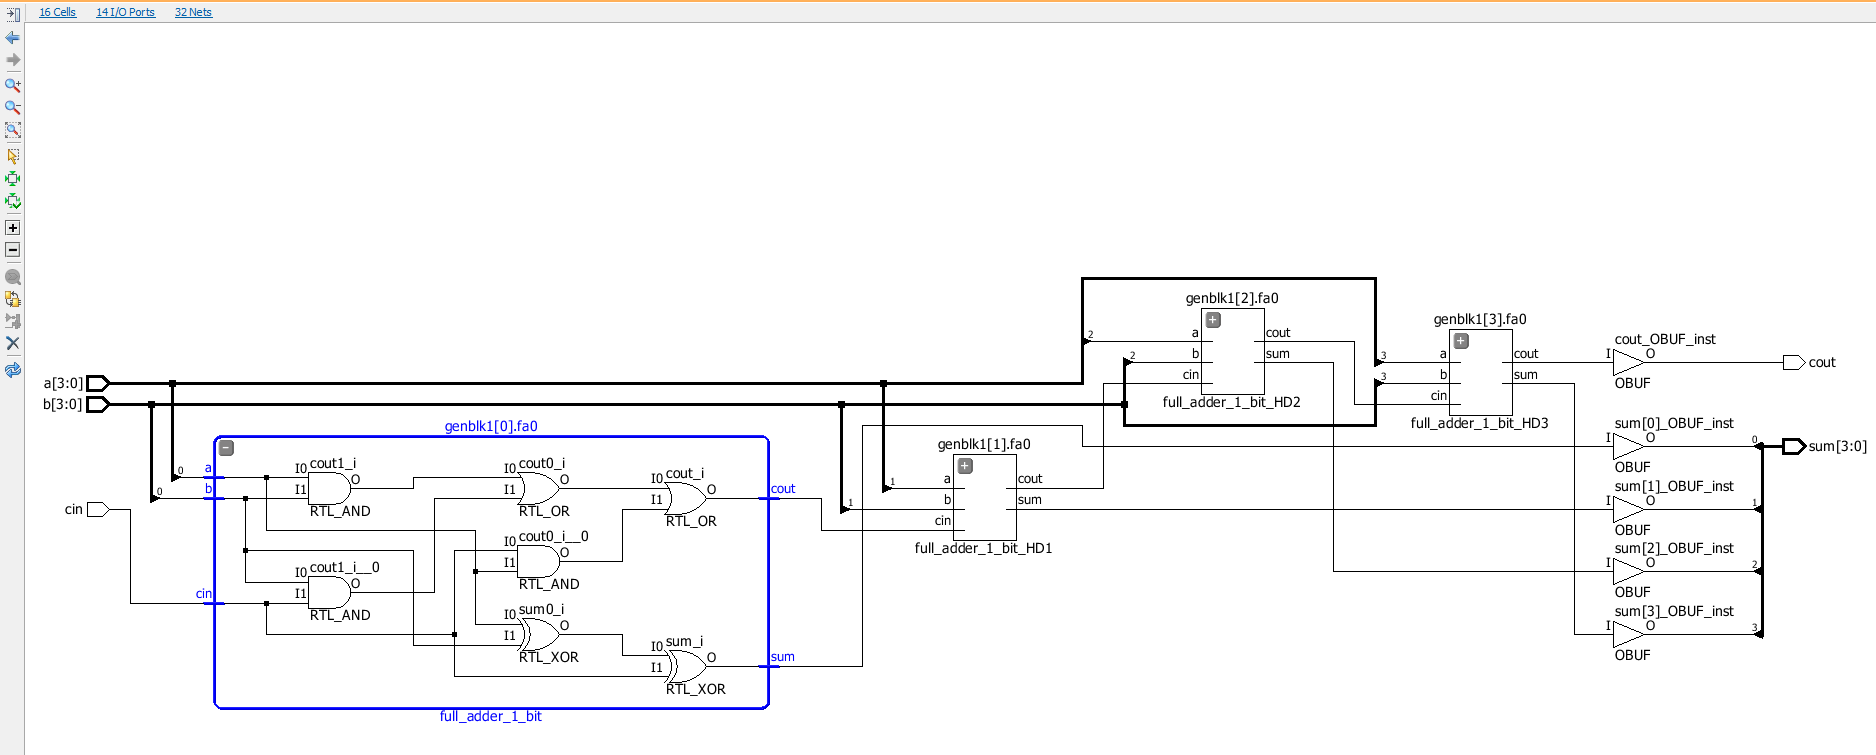 16 Cells 14 I/O Ports 32 Nets
a[3:0]
b[3:0]
cin
genblk1[0].fa0
0
0
a
b
cin
I0 cout1_i
I1 O
RTL_AND
I0 cout1_i__0
I1 O
RTL_AND
I0 cout0_i
I1 O
RTL_OR
I0 cout0_i__0
I1 O
RTL_AND
I0 sum0_i
I1 O
RTL_XOR
I0 cout_i
I1 O
RTL_OR
I0 sum_i
I1 O
RTL_XOR
cout
sum
full_adder_1_bit
genblk1[1].fa0
1
1
a
b
cin
cout
sum
full_adder_1_bit_HD1
genblk1[2].fa0
2
2
a
b
cin
cout
sum
full_adder_1_bit_HD2
genblk1[3].fa0
3
3
a
b
cin
cout
sum
full_adder_1_bit_HD3
cout_OBUF_inst
I O
OBUF
cout
sum[0]_OBUF_inst
I O 0
OBUF
sum[3:0]
sum[1]_OBUF_inst
I O 1
OBUF
sum[2]_OBUF_inst
I O 2
OBUF
sum[3]_OBUF_inst
I O 3
OBUF